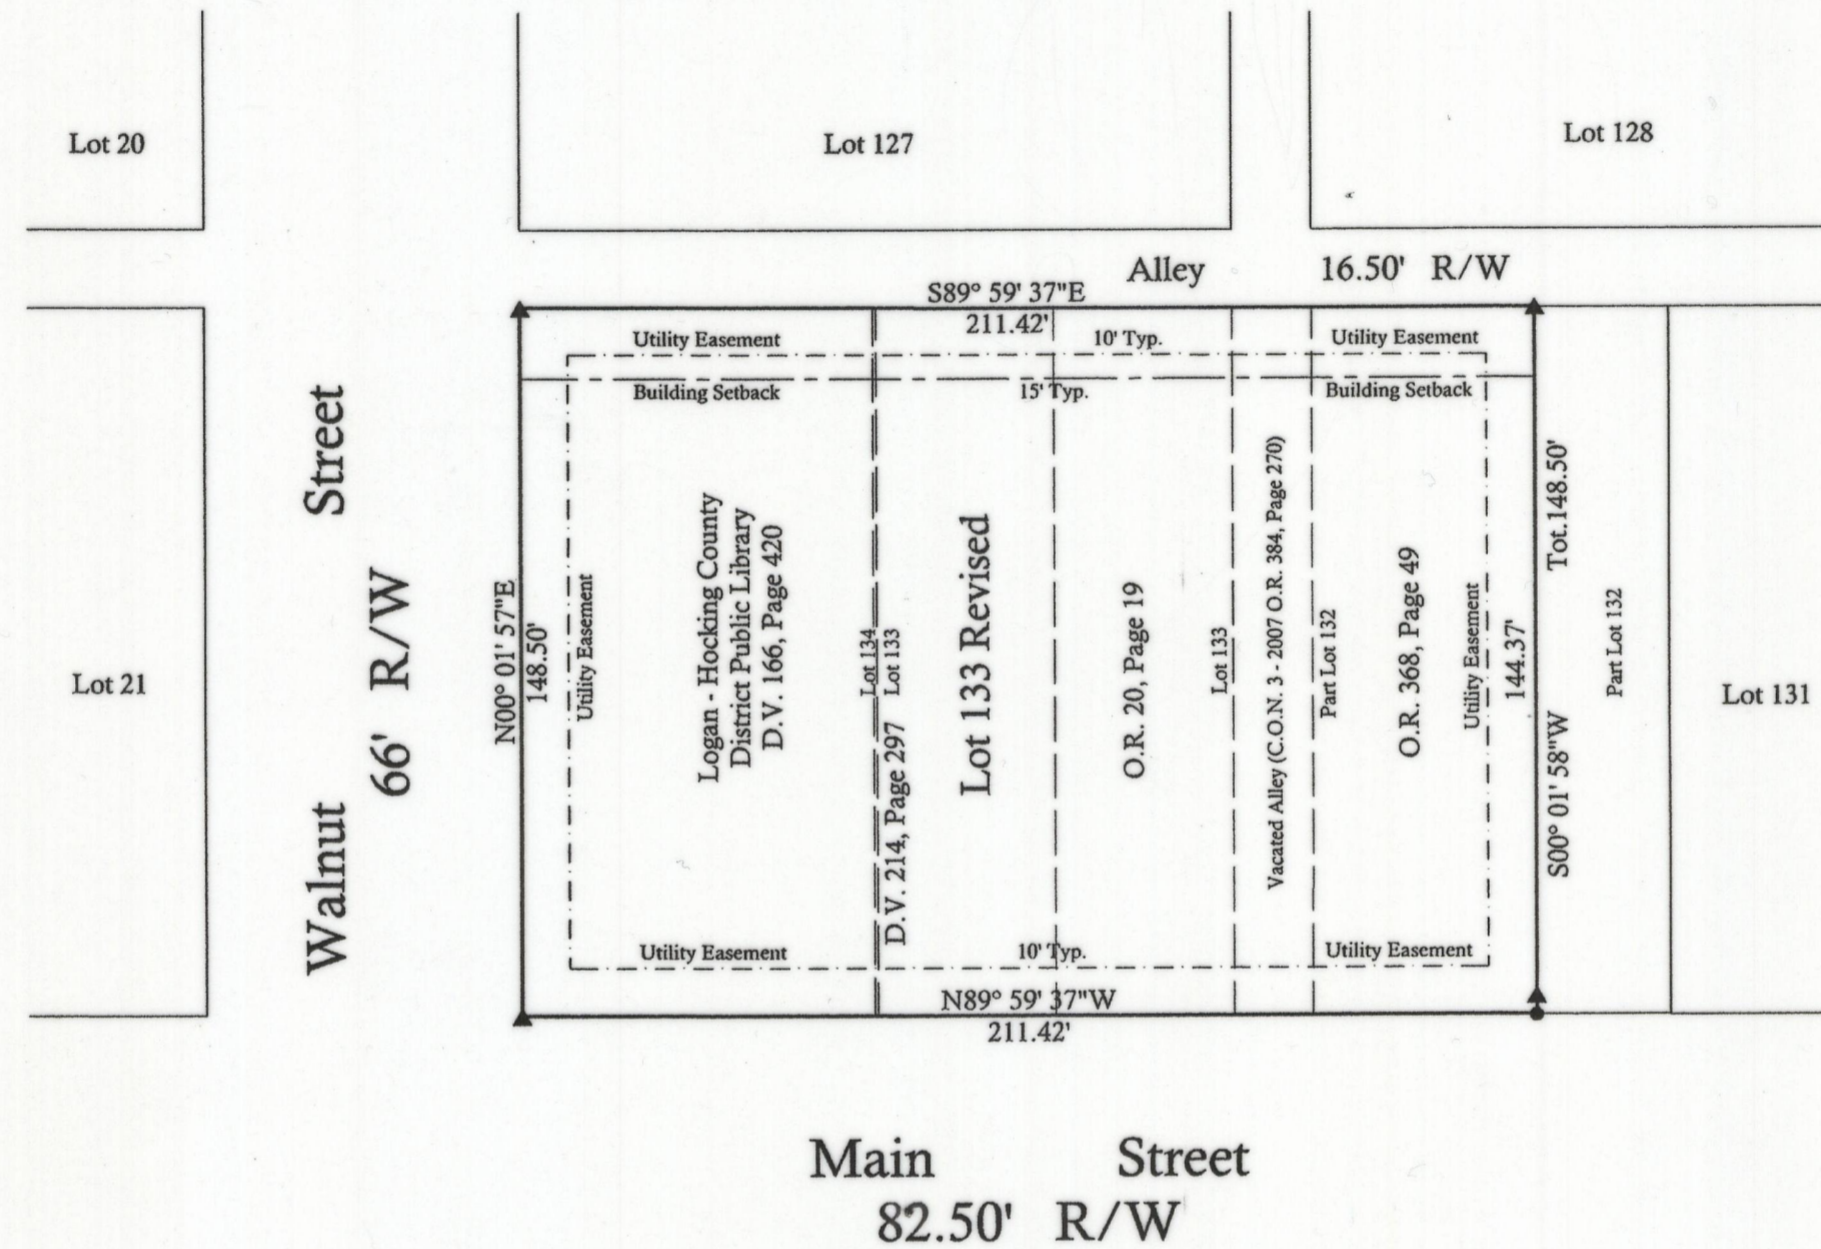 Lot 20
Lot 127
Lot 128
Alley 16.50' R/W
S89° 59' 37"E
211.42'
Utility Easement
10' Typ.
Utility Easement
Building Setback
15' Typ.
Building Setback
Walnut Street
66' R/W
Lot 21
N00° 01' 57"E
148.50'
Utility Easement
Logan - Hocking County
District Public Library
D.V. 166, Page 420
Lot 134
Lot 133
D.V. 214, Page 297
Lot 133 Revised
O.R. 20, Page 19
Lot 133
Vacated Alley (C.O.N. 3 - 2007 O.R. 384, Page 270)
Part Lot 132
O.R. 368, Page 49
Utility Easement
144.37'
S00° 01' 58"W Tot.148.50'
Part Lot 132
Lot 131
Utility Easement
10' Typ.
Utility Easement
N89° 59' 37"W
211.42'
Main Street
82.50' R/W